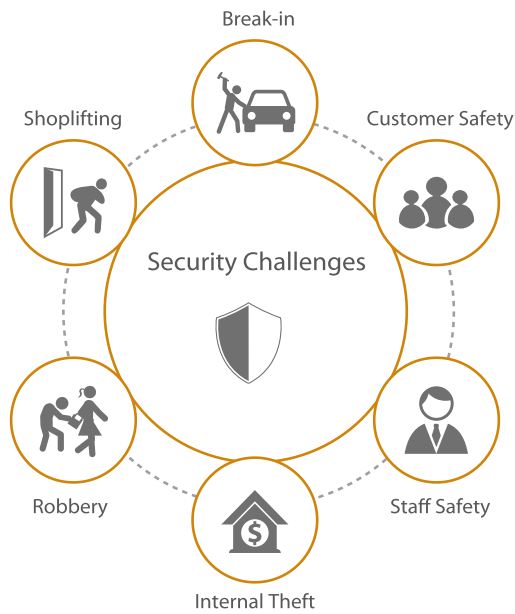 Break-in
Shoplifting
Customer Safety
Security Challenges
Robbery
Staff Safety
$
Internal Theft